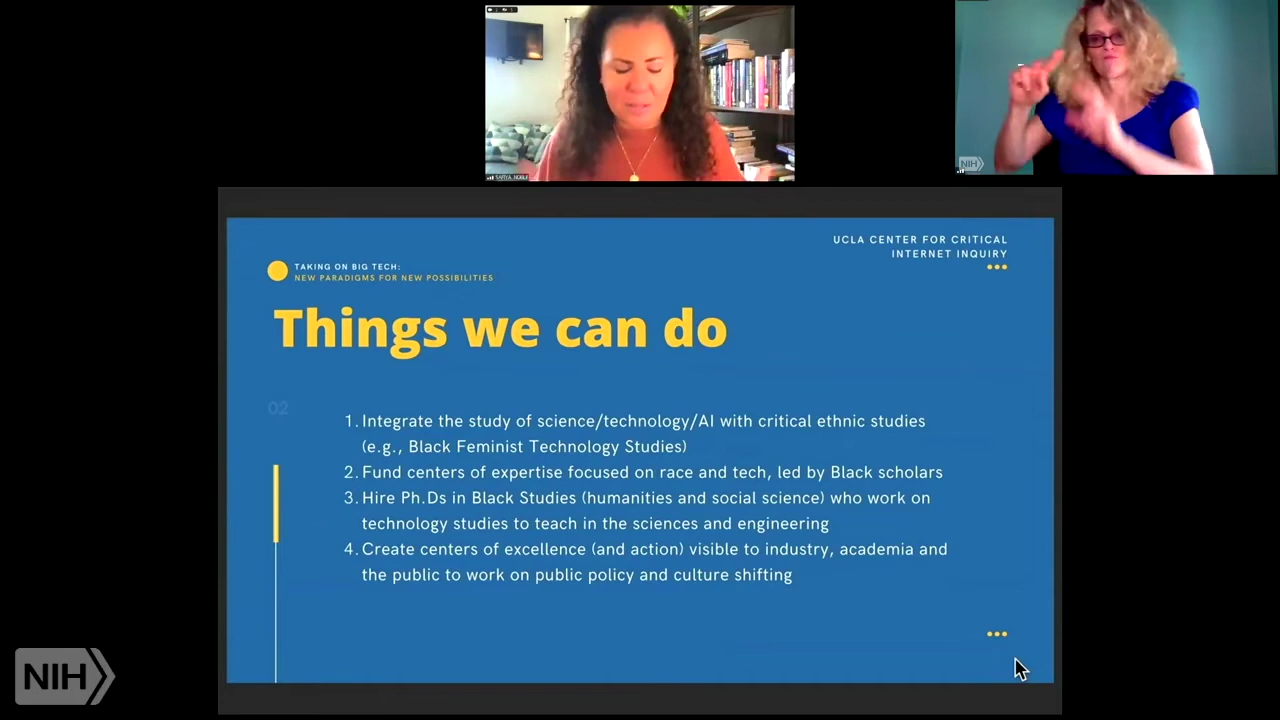 SAFIYA NOBLE
NIH
UCLA CENTER FOR CRITICAL
INTERNET INQUIRY
TAKING ON BIG TECH:
NEW PARADIGMS FOR NEW POSSIBILITIES
Things we can do
02
1. Integrate the study of science/technology/AI with critical ethnic studies
(e.g., Black Feminist Technology Studies)
2. Fund centers of expertise focused on race and tech, led by Black scholars
3. Hire Ph.Ds in Black Studies (humanities and social science) who work on
technology studies to teach in the sciences and engineering
4. Create centers of excellence (and action) visible to industry, academia and
the public to work on public policy and culture shifting
NIH